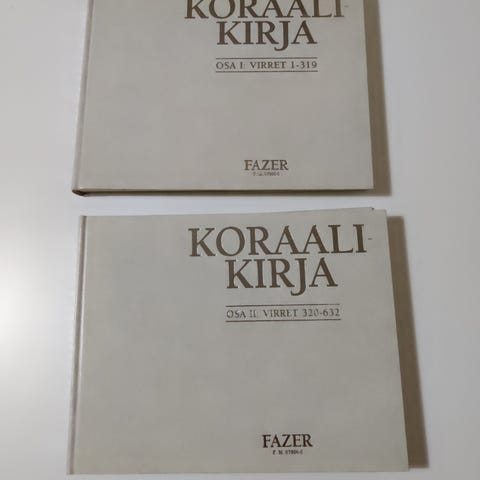 KORAALI-
KIRJA
OSA I: VIRRET 1-319
FAZER
KORAALI-
KIRJA
OSA II: VIRRET 320-632
FAZER